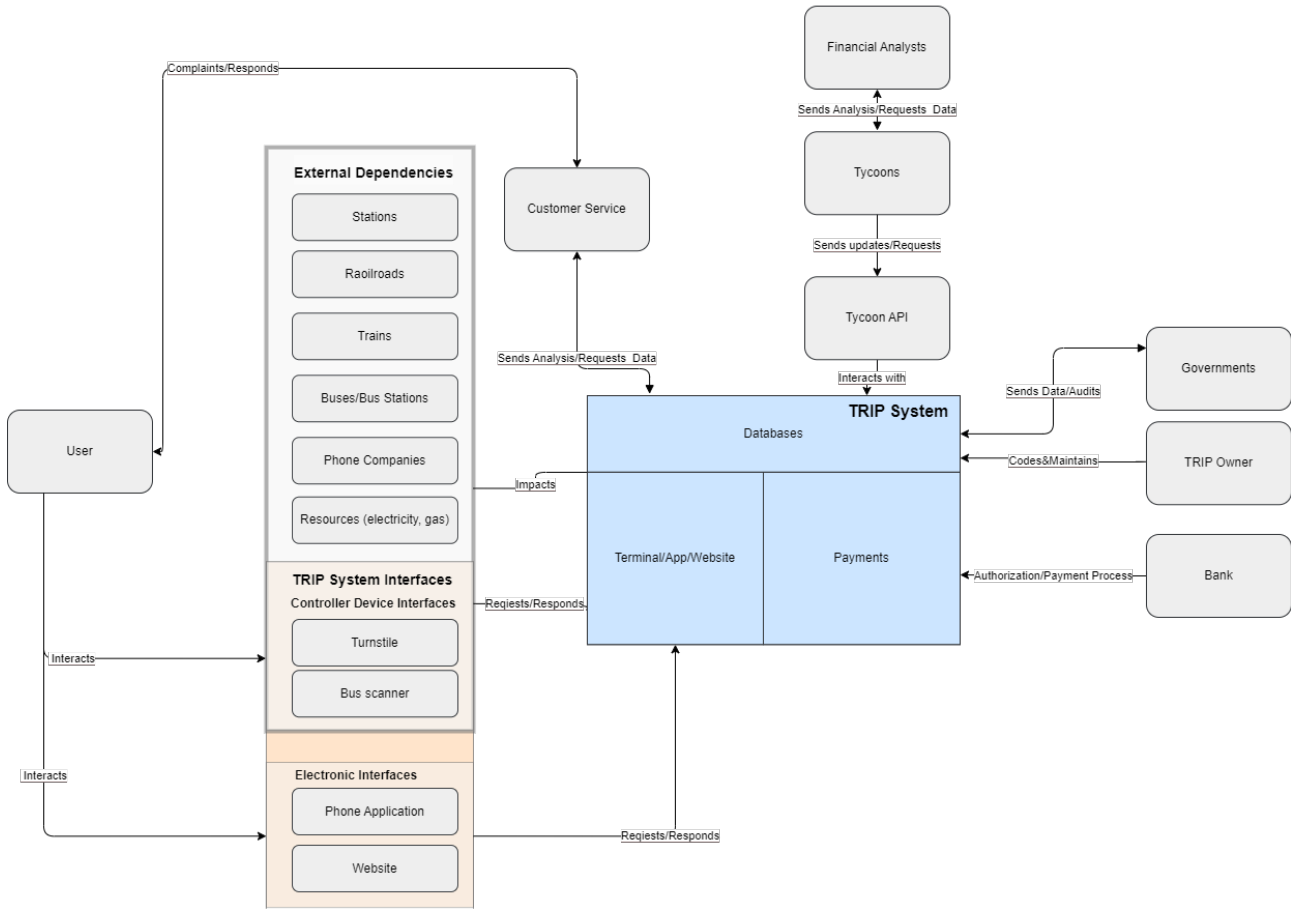 Financial Analysts
Complaints/Responds
Sends Analysis/Requests  Data
External Dependencies
Tycoons
Customer Service
Stations
Sends updates/Requests
Raoilroads
Tycoon API
Trains
Sends Analysis/Requests  Data
Interacts with
Governments
Buses/Bus Stations
Sends Data/Audits
TRIP System
Databases
User
Phone Companies
Codes&Maintains
TRIP Owner
Impacts
Resources (electricity, gas)
Terminal/App/Website
Payments
TRIP System Interfaces
Authorization/Payment Process
Bank
Controller Device Interfaces
Reqiests/Responds
Turnstile
Interacts
Bus scanner
Interacts
Electronic Interfaces
Phone Application
Reqiests/Responds
Website